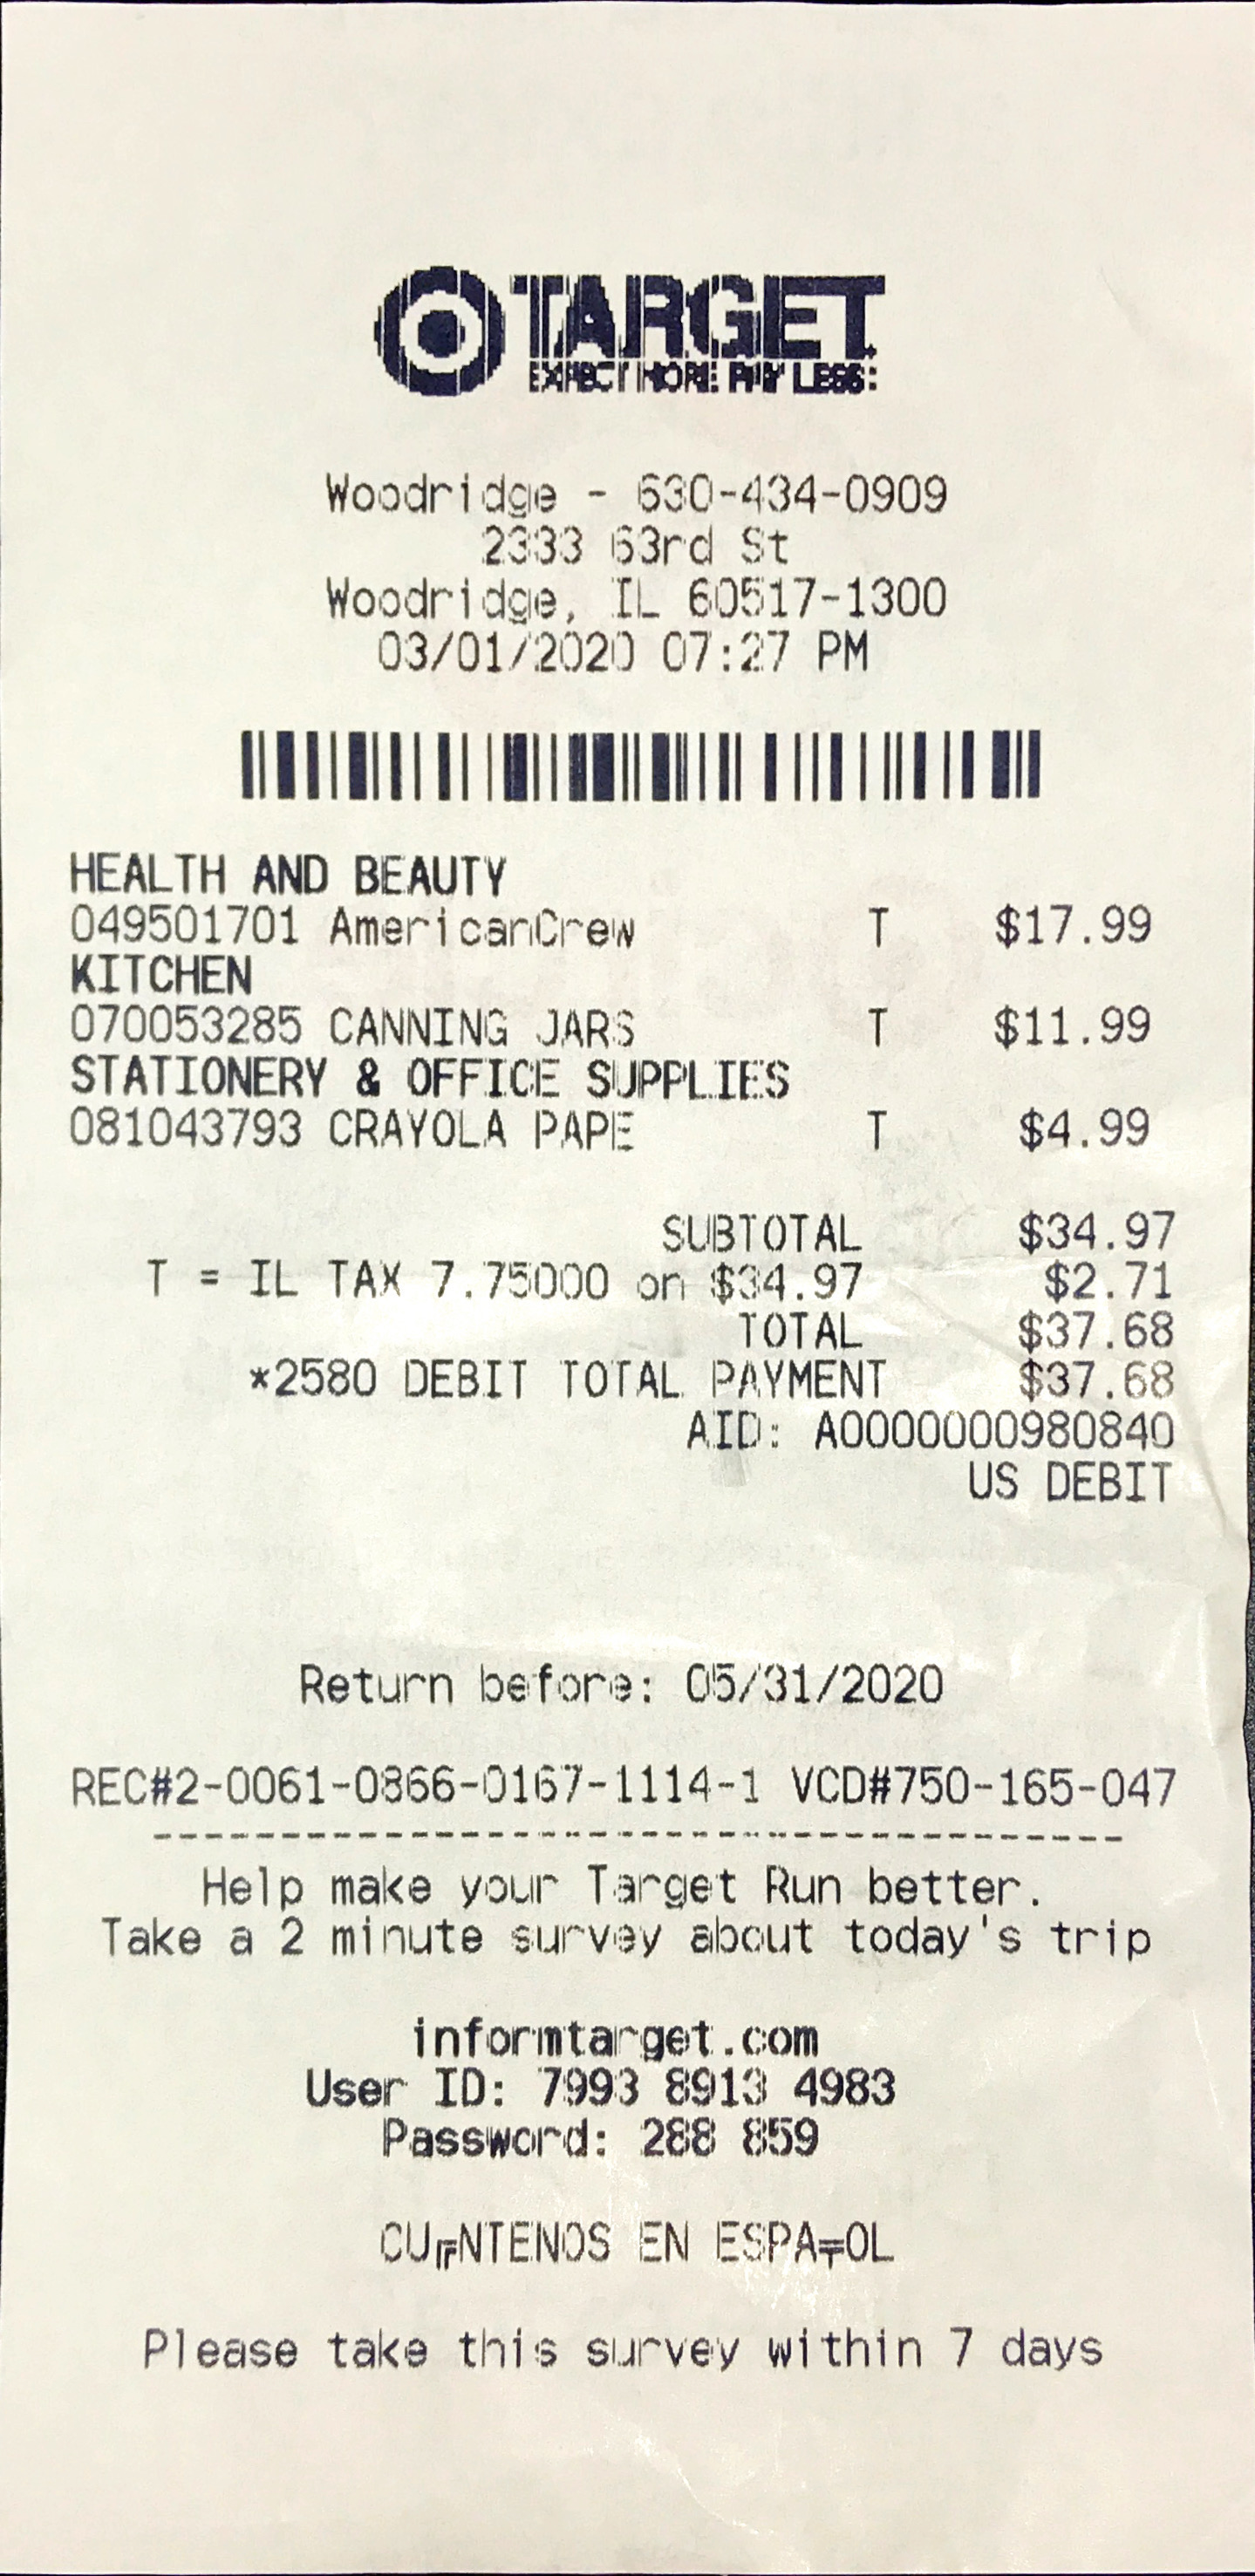 TARGET
EXPECT MORE PAY LESS.
Woodridge - 630-434-0909
2333 63rd St
Woodridge, IL 60517-1300
03/01/2020 07:27 PM
HEALTH AND BEAUTY
049501701 AmericanCrew T $17.99
KITCHEN
070053285 CANNING JARS T $11.99
STATIONERY & OFFICE SUPPLIES
081043793 CRAYOLA PAPE T $4.99
SUBTOTAL $34.97
T = IL TAX 7.75000 on $34.97 $2.71
TOTAL $37.68
*2580 DEBIT TOTAL PAYMENT $37.68
AID: A0000000980840
US DEBIT
Return before: 05/31/2020
REC#2-0061-0866-0167-1114-1 VCD#750-165-047
Help make your Target Run better.
Take a 2 minute survey about today's trip
informtarget.com
User ID: 7993 8913 4983
Password: 288 859
CU╔NTENOS EN ESPA╤OL
Please take this survey within 7 days